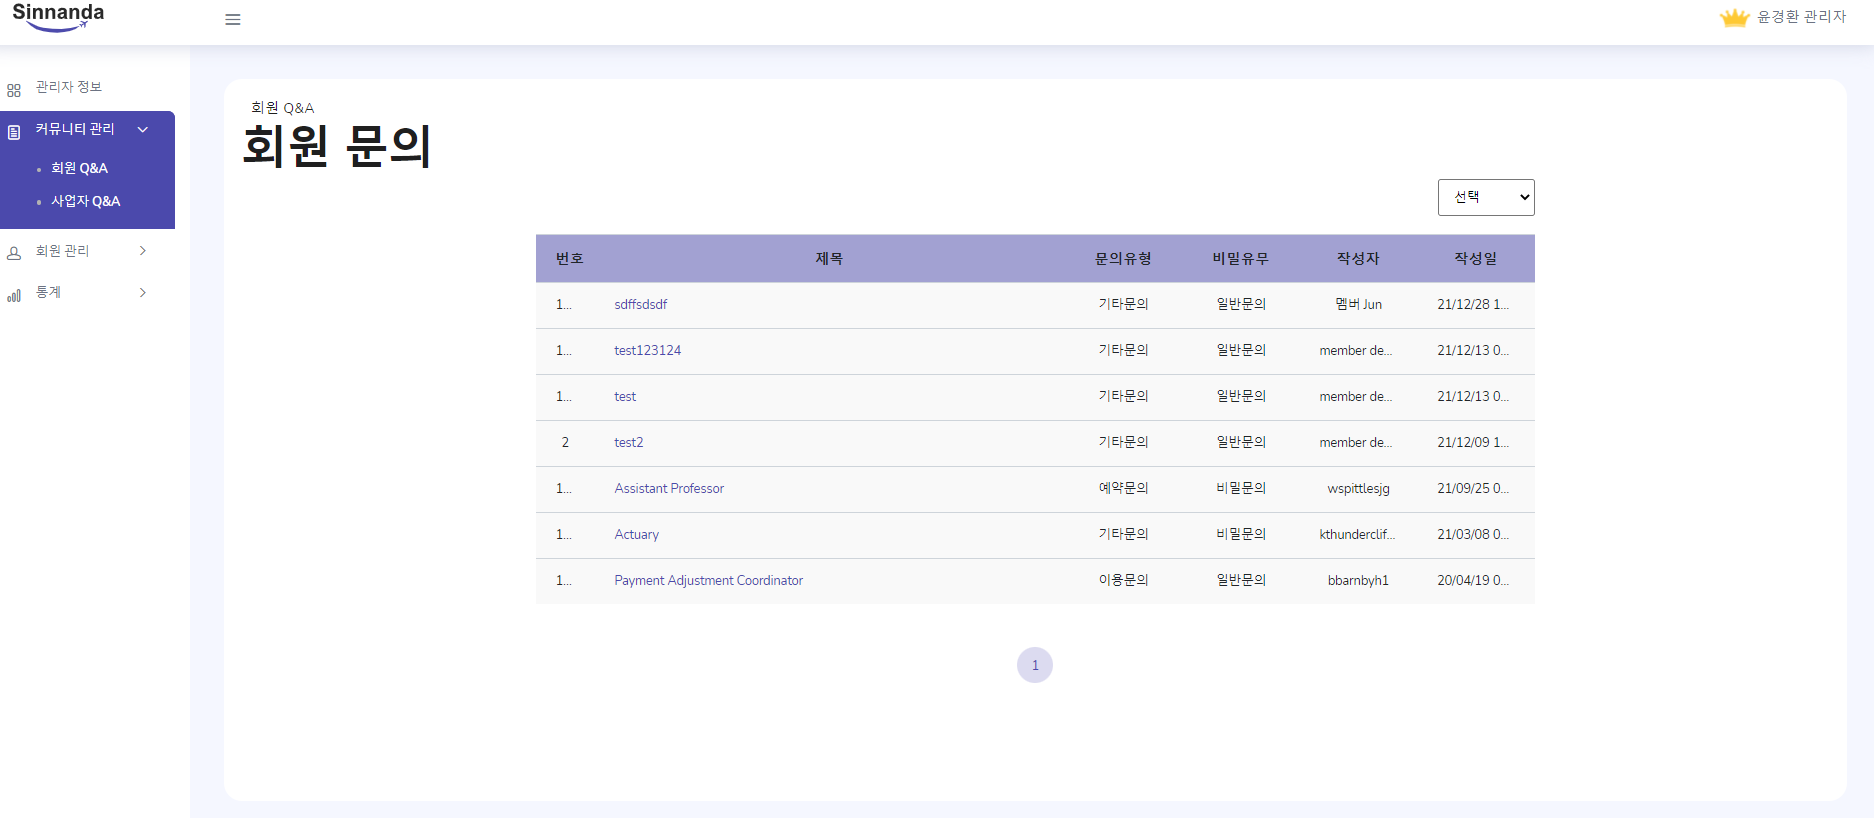 Sinnanda
윤경환 관리자
관리자 정보
커뮤니티 관리
회원 Q&A
사업자 Q&A
회원 관리
통계
회원 Q&A
회원 문의
선택
번호 제목 문의유형 비밀유무 작성자 작성일
1... sdffsdsdf 기타문의 일반문의 멤버 Jun 21/12/28 1...
1... test123124 기타문의 일반문의 member de... 21/12/13 0...
1... test 기타문의 일반문의 member de... 21/12/13 0...
2 test2 기타문의 일반문의 member de... 21/12/09 1...
1... Assistant Professor 예약문의 비밀문의 wspittlesjg 21/09/25 0...
1... Actuary 기타문의 비밀문의 kthunderclif... 21/03/08 0...
1... Payment Adjustment Coordinator 이용문의 일반문의 bbarnbyh1 20/04/19 0...
1